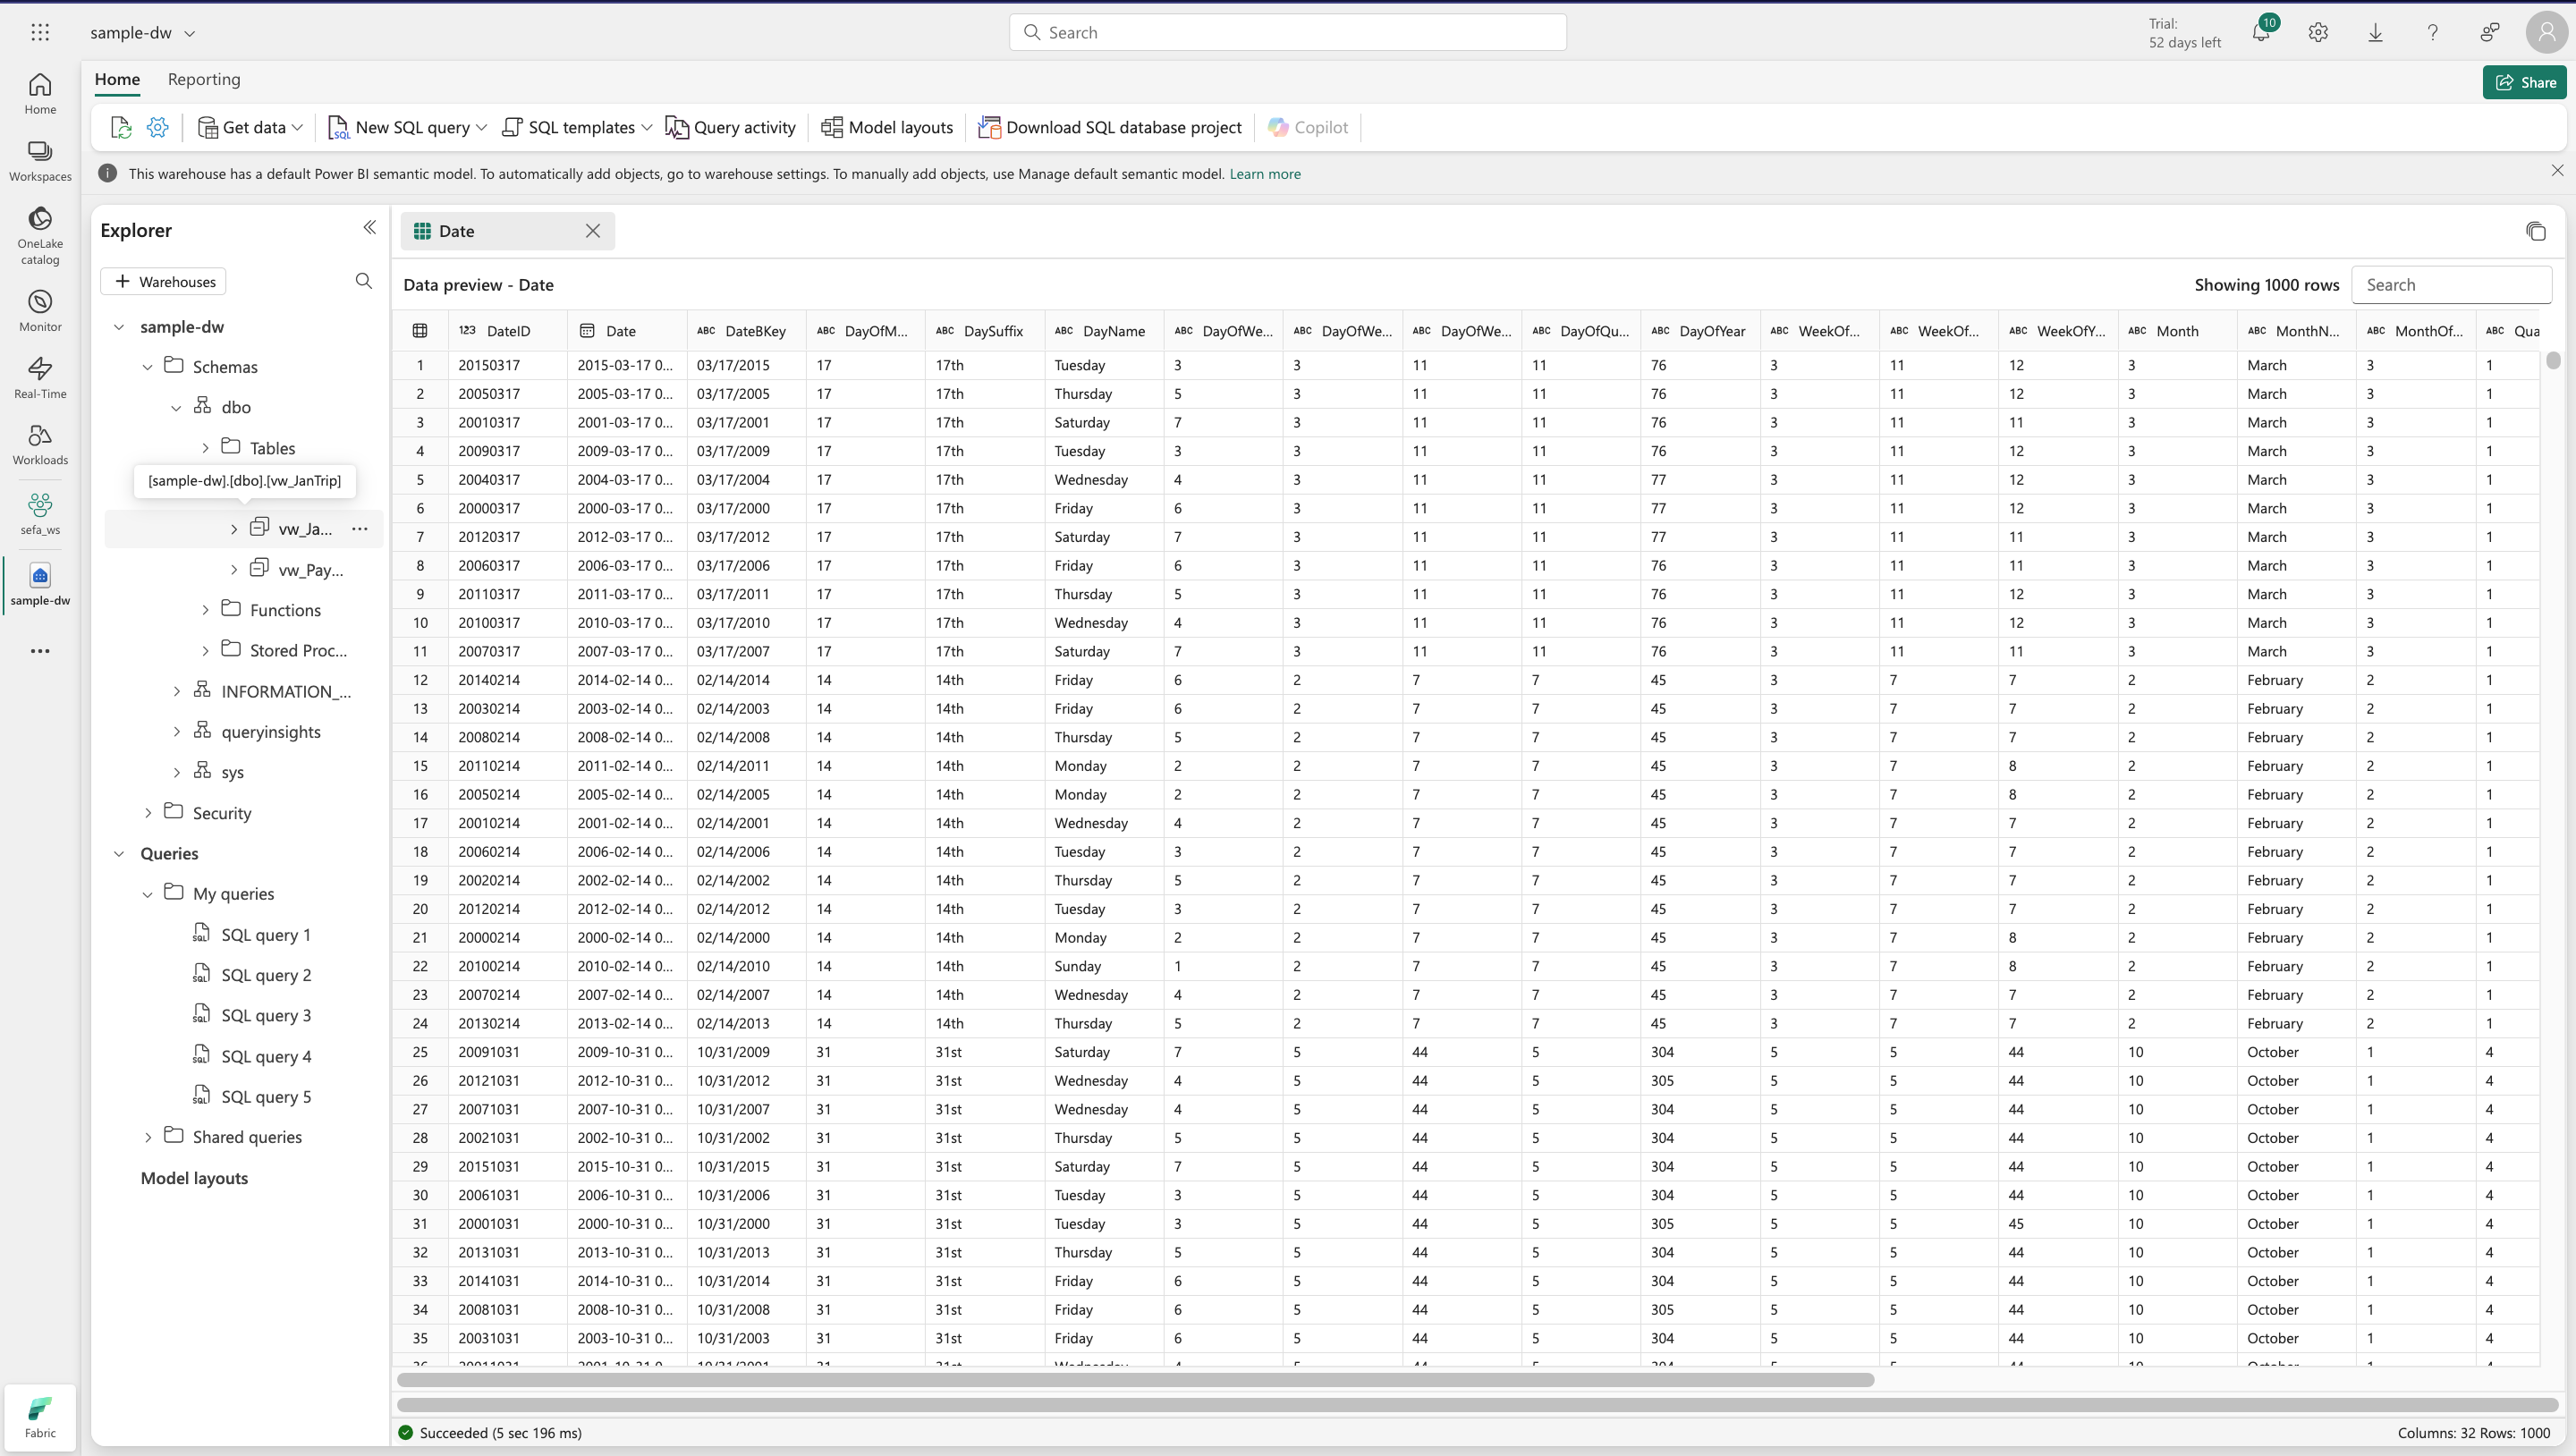 sample-dw
Search
Trial:
52 days left
10
Home
Reporting
Share
Get data
New SQL query
SQL templates
Query activity
Model layouts
Download SQL database project
Copilot
This warehouse has a default Power BI semantic model. To automatically add objects, go to warehouse settings. To manually add objects, use Manage default semantic model. Learn more
Home
Workspaces
OneLake
catalog
Monitor
Real-Time
Workloads
sefa_ws
sample-dw
Fabric
Explorer
Warehouses
sample-dw
Schemas
dbo
Tables
[sample-dw].[dbo].[vw_JanTrip]
vw_Ja...
vw_Pay...
Functions
Stored Proc...
INFORMATION_...
queryinsights
sys
Security
Queries
My queries
SQL query 1
SQL query 2
SQL query 3
SQL query 4
SQL query 5
Shared queries
Model layouts
Date
Data preview - Date
Showing 1000 rows
Search
123 DateID Date ABC DateBKey ABC DayOfM... ABC DaySuffix ABC DayName ABC DayOfWe... ABC DayOfWe... ABC DayOfWe... ABC DayOfQu... ABC DayOfYear ABC WeekOf... ABC WeekOf... ABC WeekOfY... ABC Month ABC MonthN... ABC MonthOf... ABC Qua
1 20150317 2015-03-17 0... 03/17/2015 17 17th Tuesday 3 3 11 11 76 3 11 12 3 March 3 1
2 20050317 2005-03-17 0... 03/17/2005 17 17th Thursday 5 3 11 11 76 3 11 12 3 March 3 1
3 20010317 2001-03-17 0... 03/17/2001 17 17th Saturday 7 3 11 11 76 3 11 11 3 March 3 1
4 20090317 2009-03-17 0... 03/17/2009 17 17th Tuesday 3 3 11 11 76 3 11 12 3 March 3 1
5 20040317 2004-03-17 0... 03/17/2004 17 17th Wednesday 4 3 11 11 77 3 11 12 3 March 3 1
6 20000317 2000-03-17 0... 03/17/2000 17 17th Friday 6 3 11 11 77 3 11 12 3 March 3 1
7 20120317 2012-03-17 0... 03/17/2012 17 17th Saturday 7 3 11 11 77 3 11 11 3 March 3 1
8 20060317 2006-03-17 0... 03/17/2006 17 17th Friday 6 3 11 11 76 3 11 11 3 March 3 1
9 20110317 2011-03-17 0... 03/17/2011 17 17th Thursday 5 3 11 11 76 3 11 12 3 March 3 1
10 20100317 2010-03-17 0... 03/17/2010 17 17th Wednesday 4 3 11 11 76 3 11 12 3 March 3 1
11 20070317 2007-03-17 0... 03/17/2007 17 17th Saturday 7 3 11 11 76 3 11 11 3 March 3 1
12 20140214 2014-02-14 0... 02/14/2014 14 14th Friday 6 2 7 7 45 3 7 7 2 February 2 1
13 20030214 2003-02-14 0... 02/14/2003 14 14th Friday 6 2 7 7 45 3 7 7 2 February 2 1
14 20080214 2008-02-14 0... 02/14/2008 14 14th Thursday 5 2 7 7 45 3 7 7 2 February 2 1
15 20110214 2011-02-14 0... 02/14/2011 14 14th Monday 2 2 7 7 45 3 7 8 2 February 2 1
16 20050214 2005-02-14 0... 02/14/2005 14 14th Monday 2 2 7 7 45 3 7 8 2 February 2 1
17 20010214 2001-02-14 0... 02/14/2001 14 14th Wednesday 4 2 7 7 45 3 7 7 2 February 2 1
18 20060214 2006-02-14 0... 02/14/2006 14 14th Tuesday 3 2 7 7 45 3 7 7 2 February 2 1
19 20020214 2002-02-14 0... 02/14/2002 14 14th Thursday 5 2 7 7 45 3 7 7 2 February 2 1
20 20120214 2012-02-14 0... 02/14/2012 14 14th Tuesday 3 2 7 7 45 3 7 7 2 February 2 1
21 20000214 2000-02-14 0... 02/14/2000 14 14th Monday 2 2 7 7 45 3 7 8 2 February 2 1
22 20100214 2010-02-14 0... 02/14/2010 14 14th Sunday 1 2 7 7 45 3 7 8 2 February 2 1
23 20070214 2007-02-14 0... 02/14/2007 14 14th Wednesday 4 2 7 7 45 3 7 7 2 February 2 1
24 20130214 2013-02-14 0... 02/14/2013 14 14th Thursday 5 2 7 7 45 3 7 7 2 February 2 1
25 20091031 2009-10-31 0... 10/31/2009 31 31st Saturday 7 5 44 5 304 5 5 44 10 October 1 4
26 20121031 2012-10-31 0... 10/31/2012 31 31st Wednesday 4 5 44 5 305 5 5 44 10 October 1 4
27 20071031 2007-10-31 0... 10/31/2007 31 31st Wednesday 4 5 44 5 304 5 5 44 10 October 1 4
28 20021031 2002-10-31 0... 10/31/2002 31 31st Thursday 5 5 44 5 304 5 5 44 10 October 1 4
29 20151031 2015-10-31 0... 10/31/2015 31 31st Saturday 7 5 44 5 304 5 5 44 10 October 1 4
30 20061031 2006-10-31 0... 10/31/2006 31 31st Tuesday 3 5 44 5 304 5 5 44 10 October 1 4
31 20001031 2000-10-31 0... 10/31/2000 31 31st Tuesday 3 5 44 5 305 5 5 45 10 October 1 4
32 20131031 2013-10-31 0... 10/31/2013 31 31st Thursday 5 5 44 5 304 5 5 44 10 October 1 4
33 20141031 2014-10-31 0... 10/31/2014 31 31st Friday 6 5 44 5 304 5 5 44 10 October 1 4
34 20081031 2008-10-31 0... 10/31/2008 31 31st Friday 6 5 44 5 305 5 5 44 10 October 1 4
35 20031031 2003-10-31 0... 10/31/2003 31 31st Friday 6 5 44 5 304 5 5 44 10 October 1 4
Succeeded (5 sec 196 ms)
Columns: 32 Rows: 1000